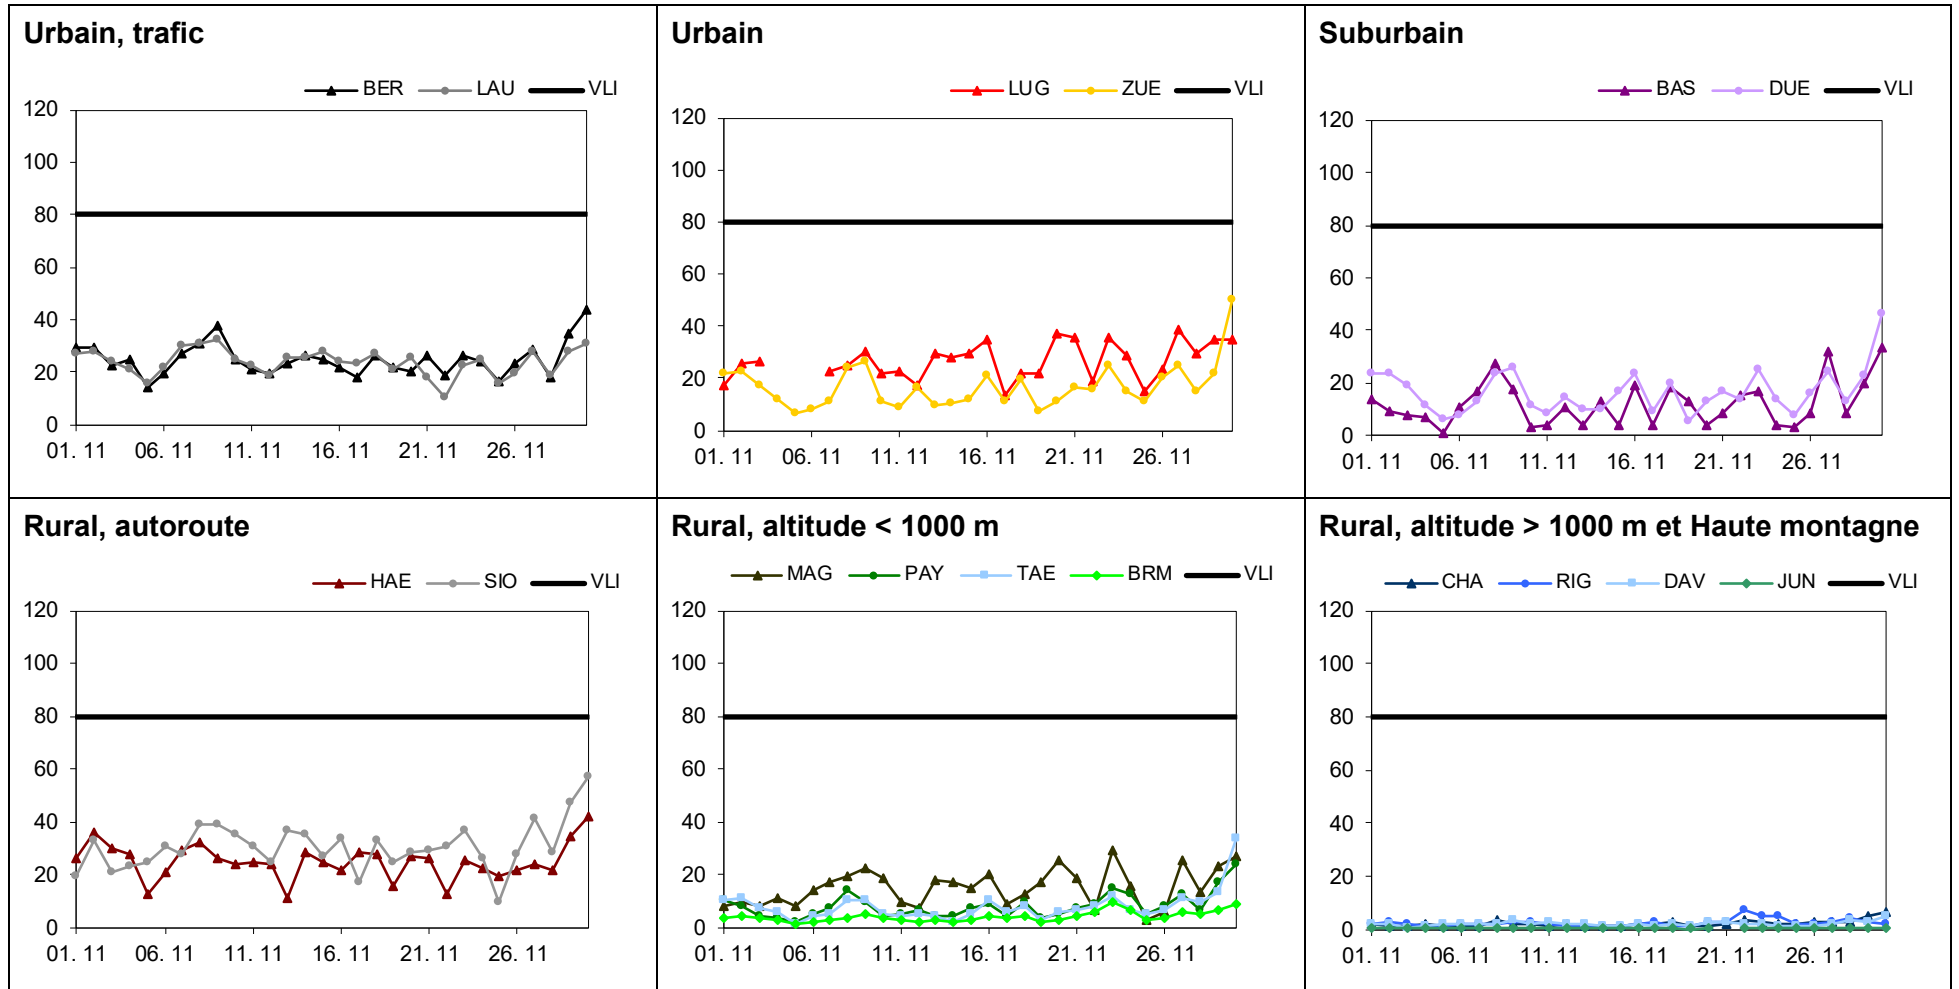 Urbain, trafic
BER LAU VLI
120
100
80
60
40
20
0
01. 11 06. 11 11. 11 16. 11 21. 11 26. 11
Urbain
LUG ZUE VLI
120
100
80
60
40
20
0
01. 11 06. 11 11. 11 16. 11 21. 11 26. 11
Suburbain
BAS DUE VLI
120
100
80
60
40
20
0
01. 11 06. 11 11. 11 16. 11 21. 11 26. 11
Rural, autoroute
HAE SIO VLI
120
100
80
60
40
20
0
01. 11 06. 11 11. 11 16. 11 21. 11 26. 11
Rural, altitude < 1000 m
MAG PAY TAE BRM VLI
120
100
80
60
40
20
0
01. 11 06. 11 11. 11 16. 11 21. 11 26. 11
Rural, altitude > 1000 m et Haute montagne
CHA RIG DAV JUN VLI
120
100
80
60
40
20
0
01. 11 06. 11 11. 11 16. 11 21. 11 26. 11